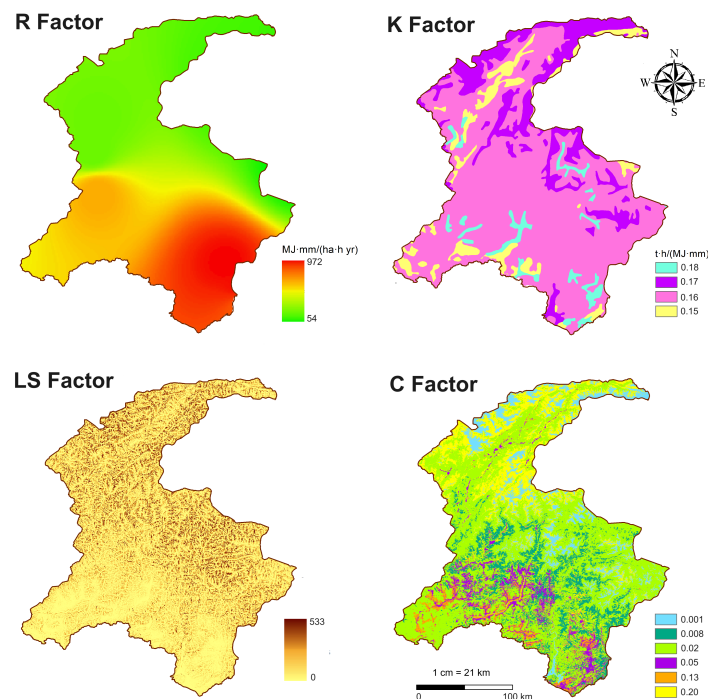 R Factor
K Factor
N
W E
S
MJ·mm/(ha·h yr)
972
54
t·h/(MJ·mm)
0.18
0.17
0.16
0.15
LS Factor
C Factor
533
0
0.001
0.008
0.02
0.05
0.13
0.20
1 cm = 21 km
0 100 km